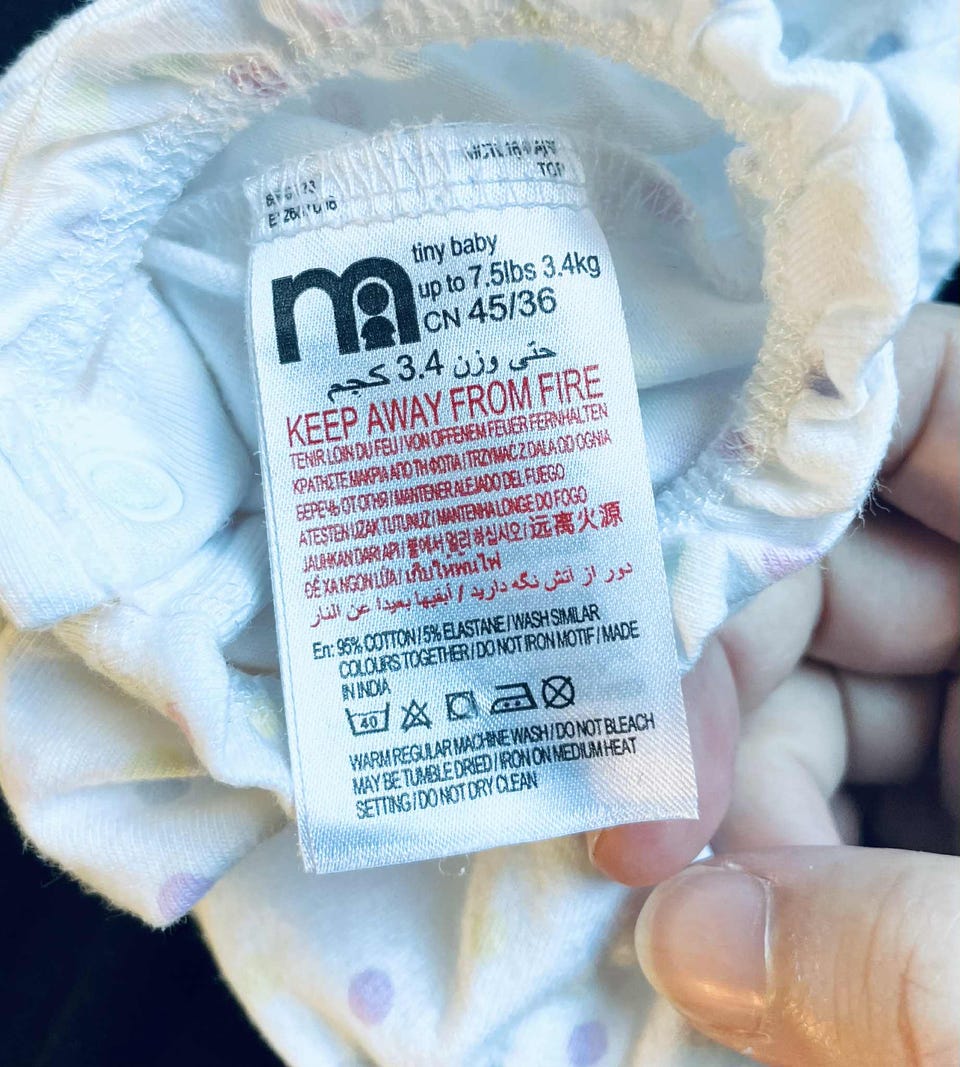 TOP
tiny baby
up to 7.5lbs 3.4kg
CN 45/36
حتى وزن 3.4 كجم
KEEP AWAY FROM FIRE
TENIR LOIN DU FEU / VON OFFENEM FEUER FERNHALTEN
ΚΡΑΤΗΣΤΕ ΜΑΚΡΙΑ ΑΠΟ ΤΗ ΦΩΤΙΑ / TRZYMAC Z DALA OD OGNIA
БЕРЕЧЬ ОТ ОГНЯ / MANTENER ALEJADO DEL FUEGO
ATESTEN UZAK TUTUNUZ / MANTENHA LONGE DO FOGO
JAUHKAN DARI API / 불에서 멀리 하십시오 / 远离火源
ĐỂ XA NGỌN LỬA / เก็บให้พ้นไฟ
دور از آتش نگه دارید / أبقيها بعيدا عن النار
En: 95% COTTON / 5% ELASTANE / WASH SIMILAR
COLOURS TOGETHER / DO NOT IRON MOTIF / MADE
IN INDIA
40
WARM REGULAR MACHINE WASH / DO NOT BLEACH
MAY BE TUMBLE DRIED / IRON ON MEDIUM HEAT
SETTING / DO NOT DRY CLEAN